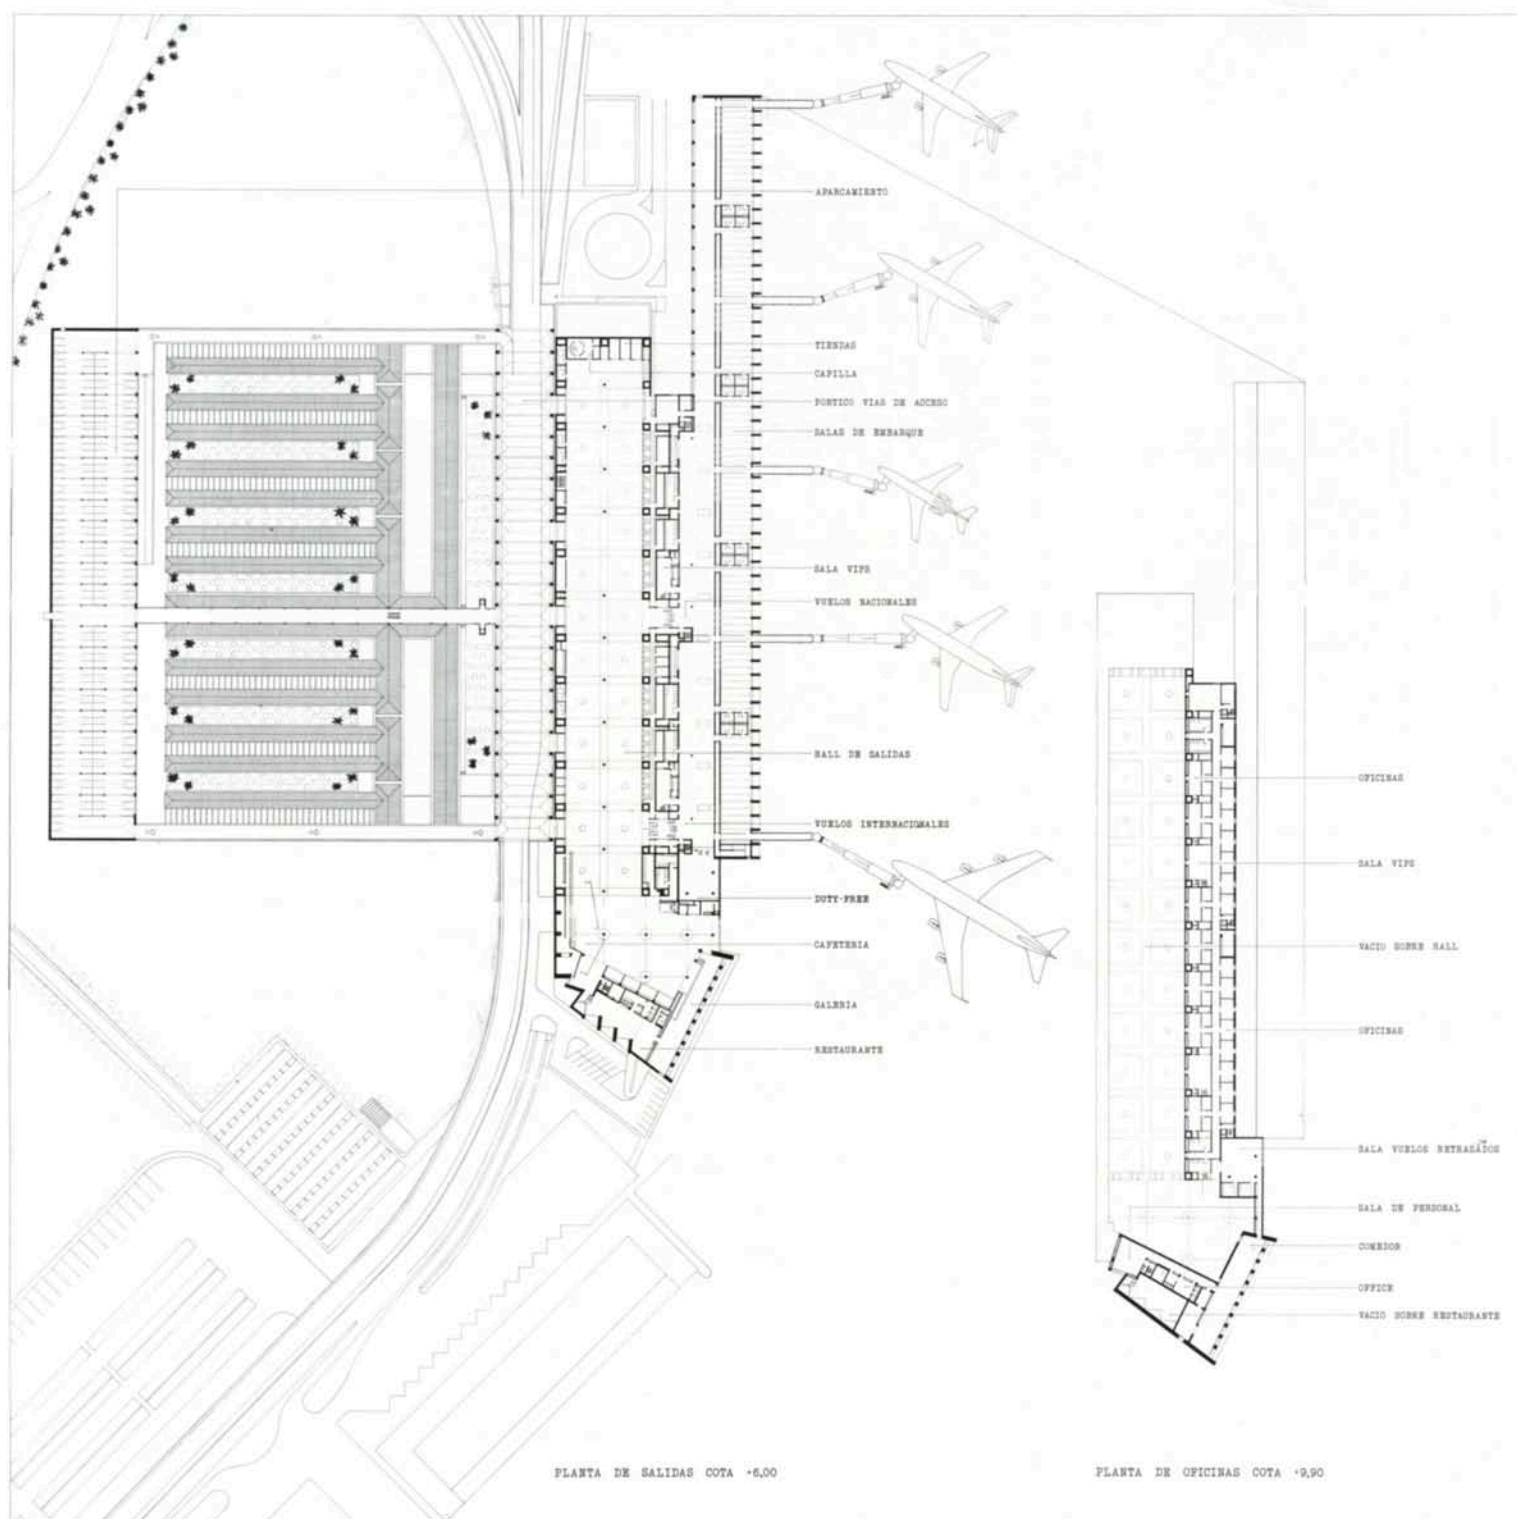 APARCAMIENTO
TIENDAS
CAPILLA
PORTICO VIAS DE ACCESO
SALAS DE EMBARQUE
SALA VIPS
VUELOS NACIONALES
HALL DE SALIDAS
VUELOS INTERNACIONALES
DUTY-FREE
CAFETERIA
GALERIA
RESTAURANTE
OFICINAS
SALA VIPS
VACIO SOBRE HALL
OFICINAS
SALA VUELOS RETRASADOS
SALA DE PERSONAL
COMEDOR
OFFICE
VACIO SOBRE RESTAURANTE
PLANTA DE SALIDAS COTA +6,00
PLANTA DE OFICINAS COTA +9,90